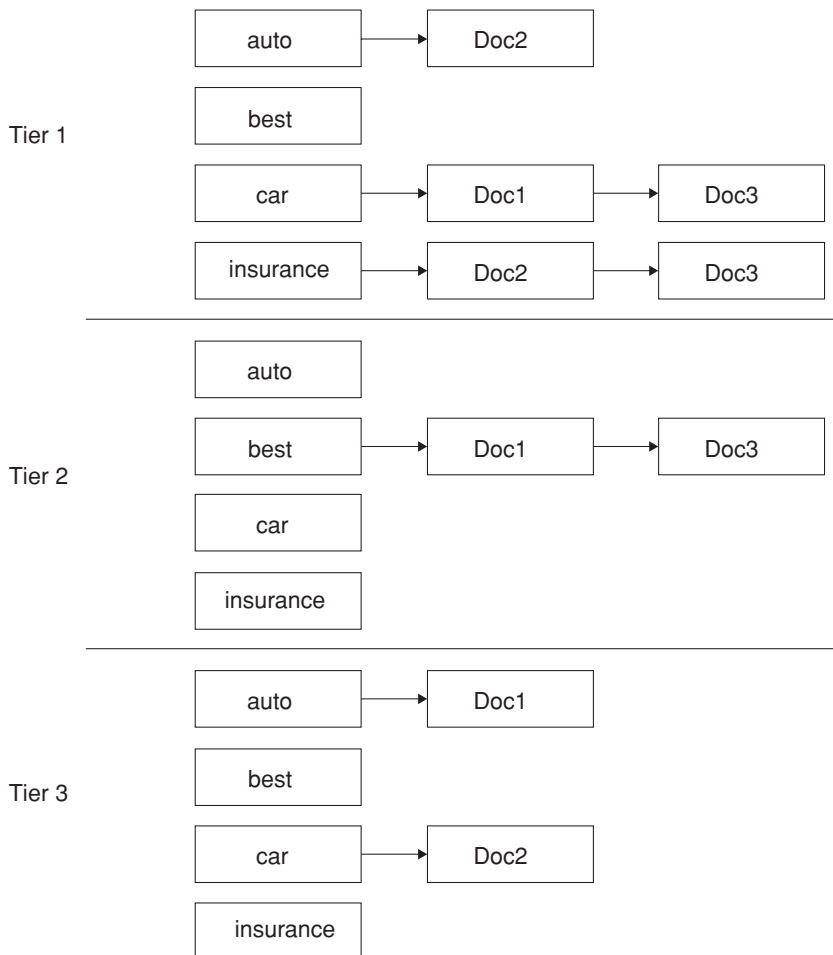 auto Doc2
best
Tier 1
car Doc1 Doc3
insurance Doc2 Doc3
auto
best Doc1 Doc3
Tier 2
car
insurance
auto Doc1
best
Tier 3
car Doc2
insurance